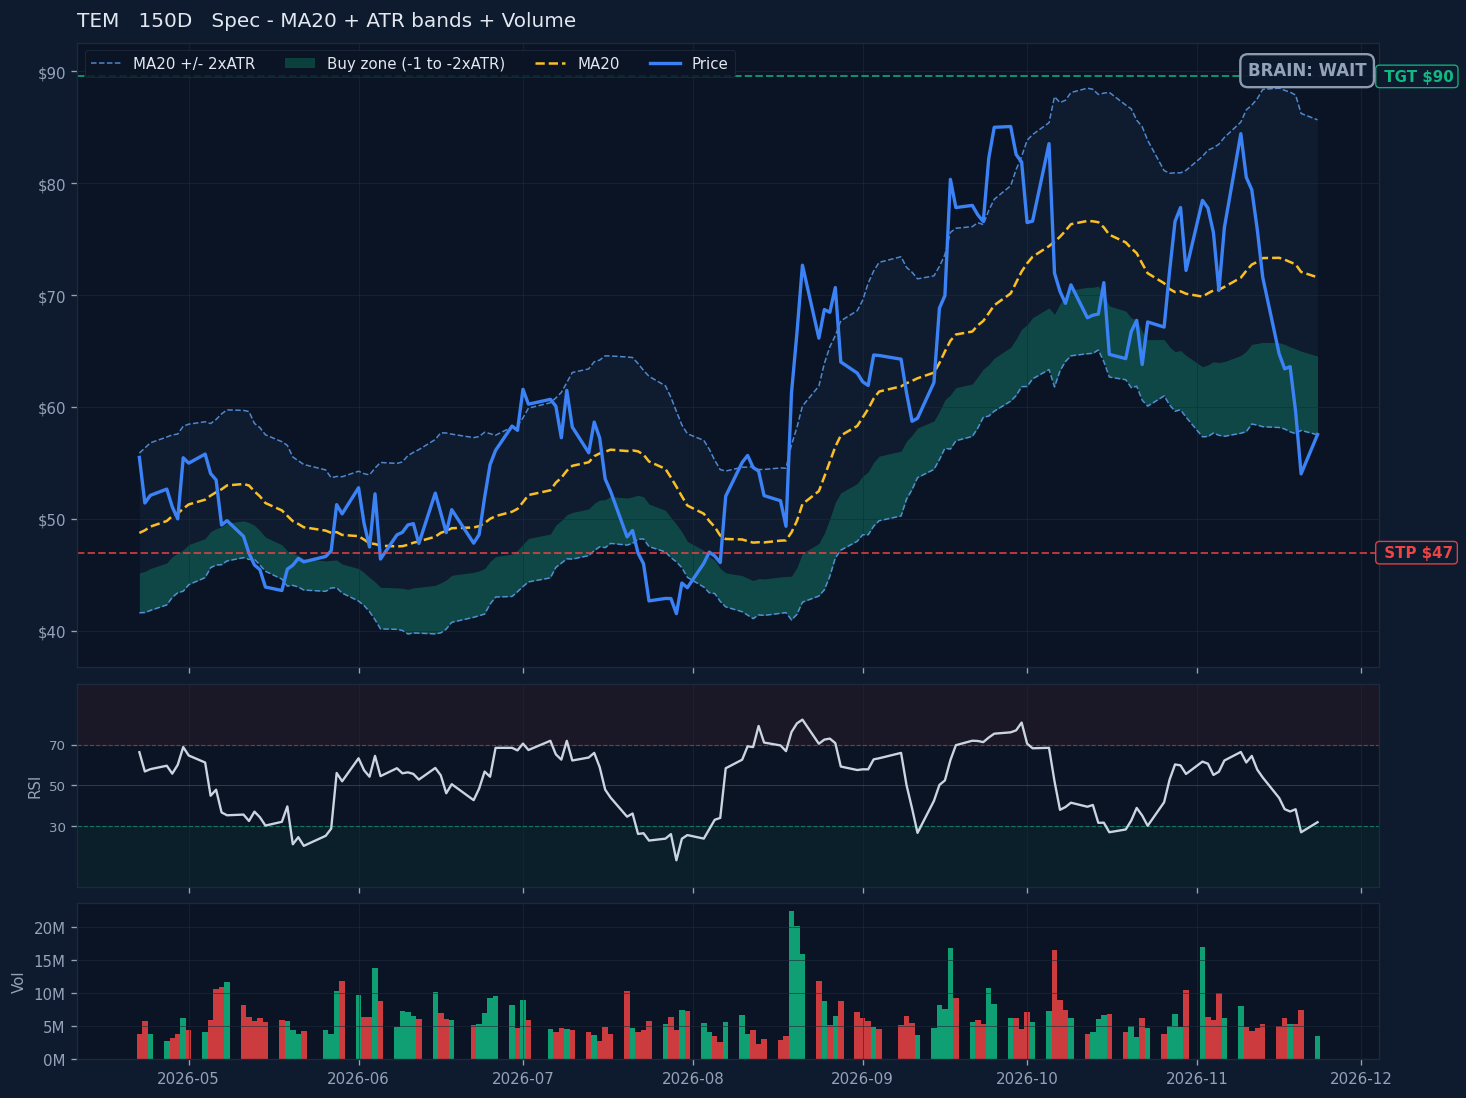 TEM   150D   Spec - MA20 + ATR bands + Volume
MA20 +/- 2xATR
Buy zone (-1 to -2xATR)
MA20
Price
BRAIN: WAIT
TGT $90
STP $47
$90
$80
$70
$60
$50
$40
RSI
70
50
30
Vol
20M
15M
10M
5M
0M
2026-05
2026-06
2026-07
2026-08
2026-09
2026-10
2026-11
2026-12